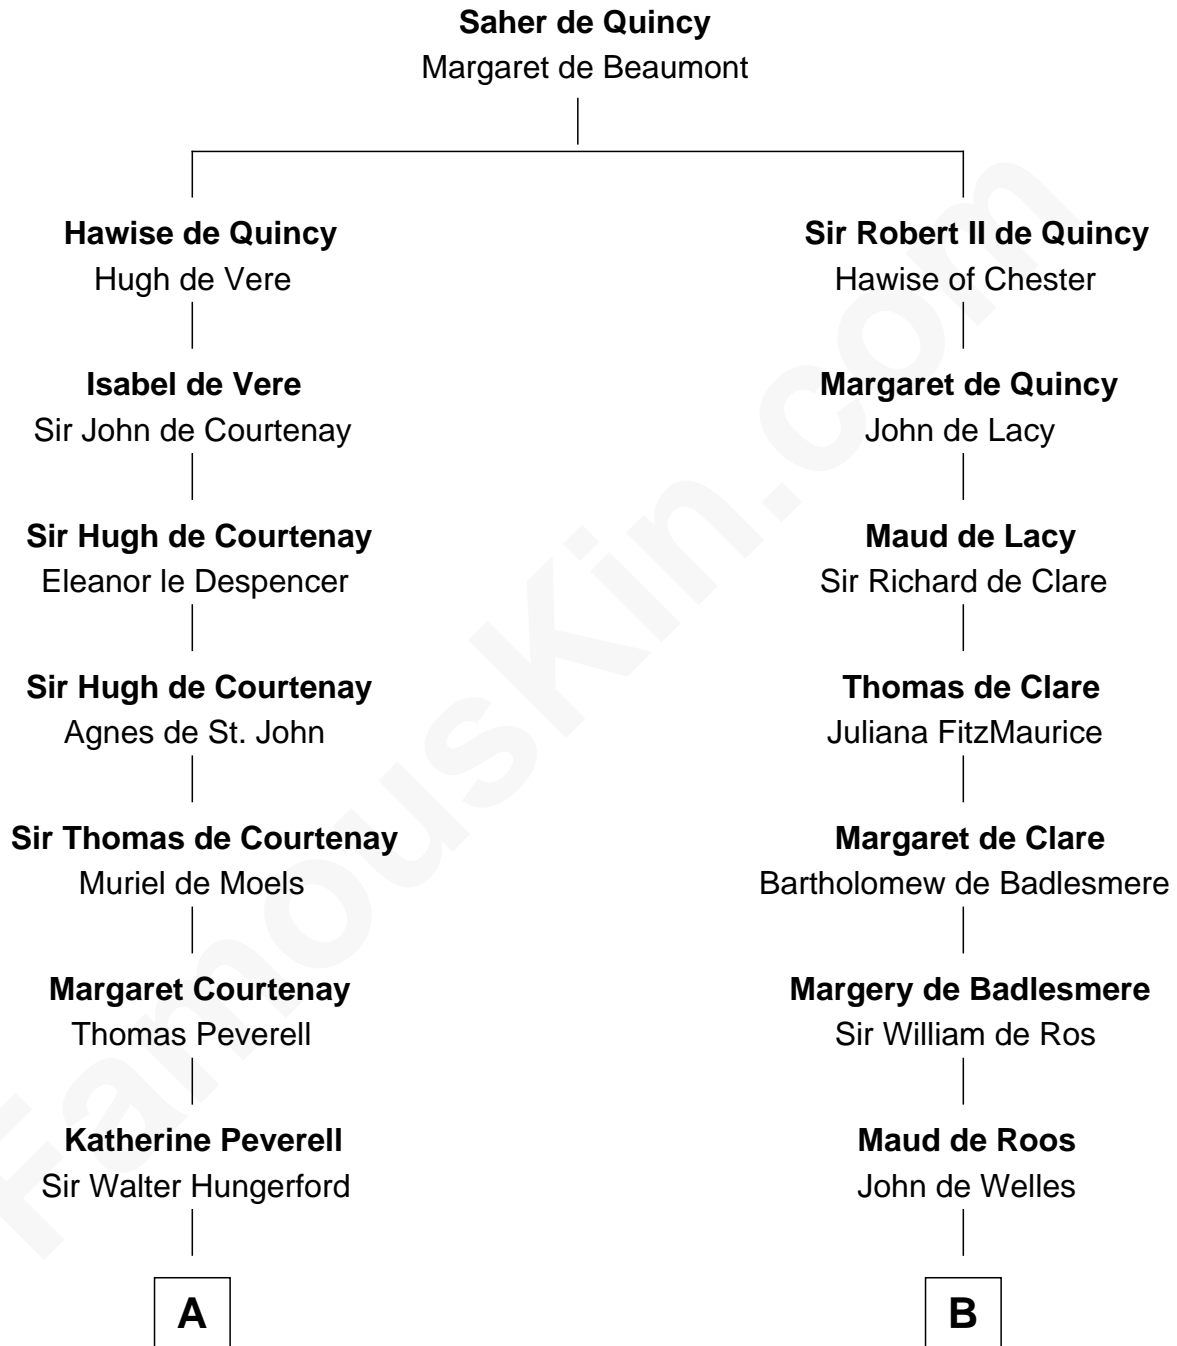 Saher de Quincy
Margaret de Beaumont
Hawise de Quincy
Hugh de Vere
Sir Robert II de Quincy
Hawise of Chester
Isabel de Vere
Sir John de Courtenay
Margaret de Quincy
John de Lacy
Sir Hugh de Courtenay
Eleanor le Despencer
Maud de Lacy
Sir Richard de Clare
Sir Hugh de Courtenay
Agnes de St. John
Thomas de Clare
Juliana FitzMaurice
Sir Thomas de Courtenay
Muriel de Moels
Margaret de Clare
Bartholomew de Badlesmere
Margaret Courtenay
Thomas Peverell
Margery de Badlesmere
Sir William de Ros
Katherine Peverell
Sir Walter Hungerford
Maud de Roos
John de Welles
A
B
FamousKin.com